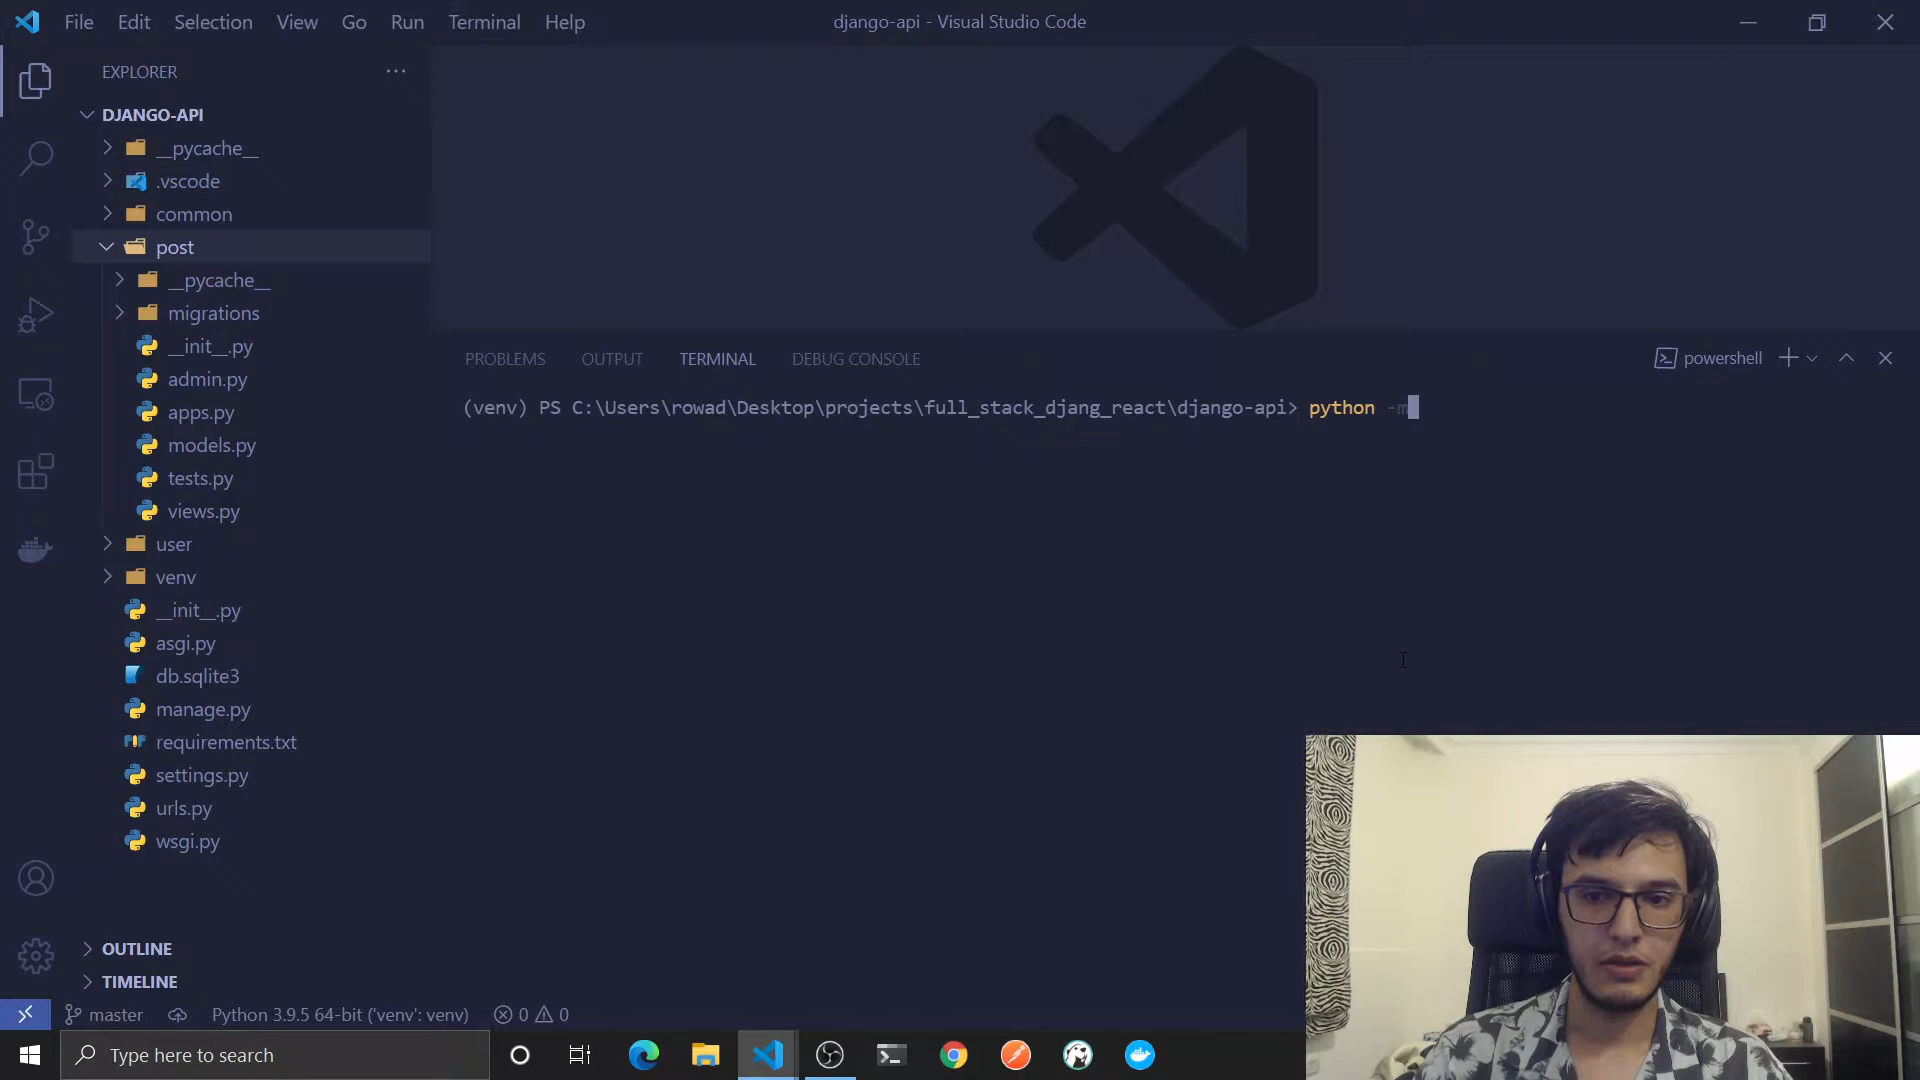 File Edit Selection View Go Run Terminal Help
django-api - Visual Studio Code
EXPLORER
DJANGO-API
__pycache__
.vscode
common
post
__pycache__
migrations
__init__.py
admin.py
apps.py
models.py
tests.py
views.py
user
venv
__init__.py
asgi.py
db.sqlite3
manage.py
requirements.txt
settings.py
urls.py
wsgi.py
OUTLINE
TIMELINE
PROBLEMS OUTPUT TERMINAL DEBUG CONSOLE
powershell
(venv) PS C:\Users\rowad\Desktop\projects\full_stack_djang_react\django-api> python -m
master Python 3.9.5 64-bit ('venv': venv) 0 0
Type here to search